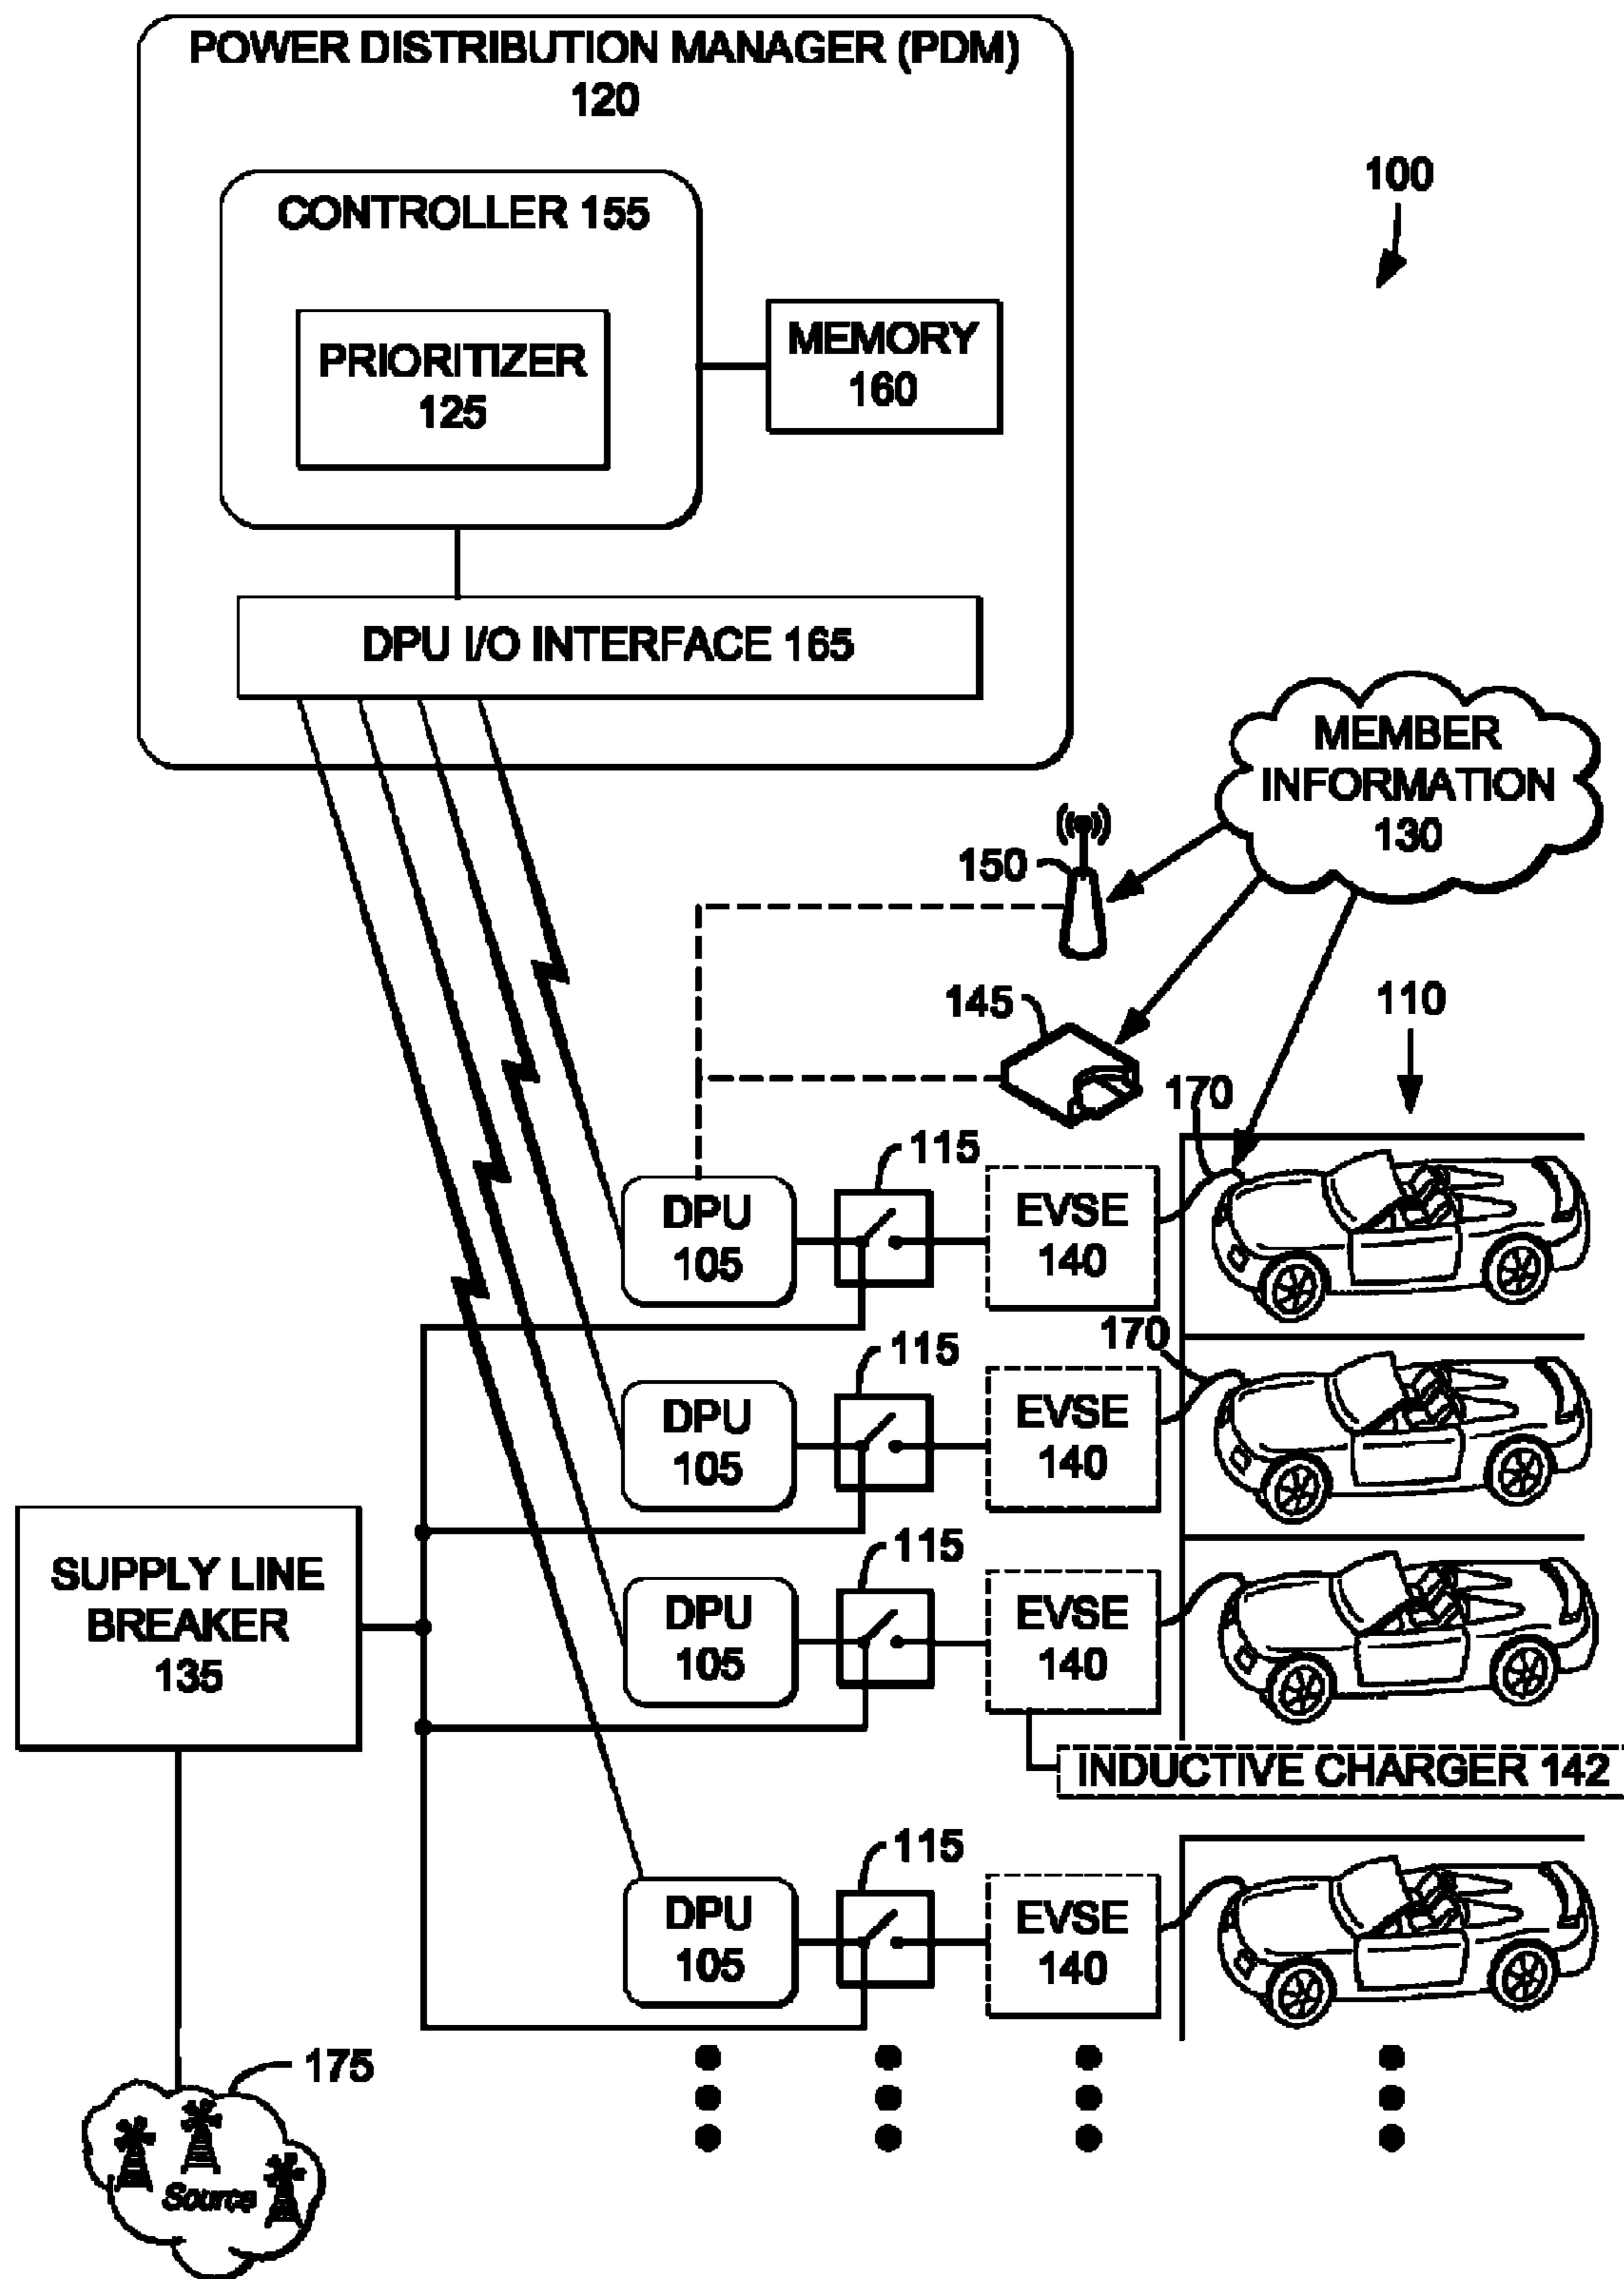 POWER DISTRIBUTION MANAGER (PDM)
120
CONTROLLER 155
PRIORITIZER
125
MEMORY
160
DPU I/O INTERFACE 165
100
MEMBER
INFORMATION
130
150
145
110
170
115
DPU
105
EVSE
140
170
115
DPU
105
EVSE
140
115
DPU
105
EVSE
140
SUPPLY LINE
BREAKER
135
INDUCTIVE CHARGER 142
115
DPU
105
EVSE
140
175
Source